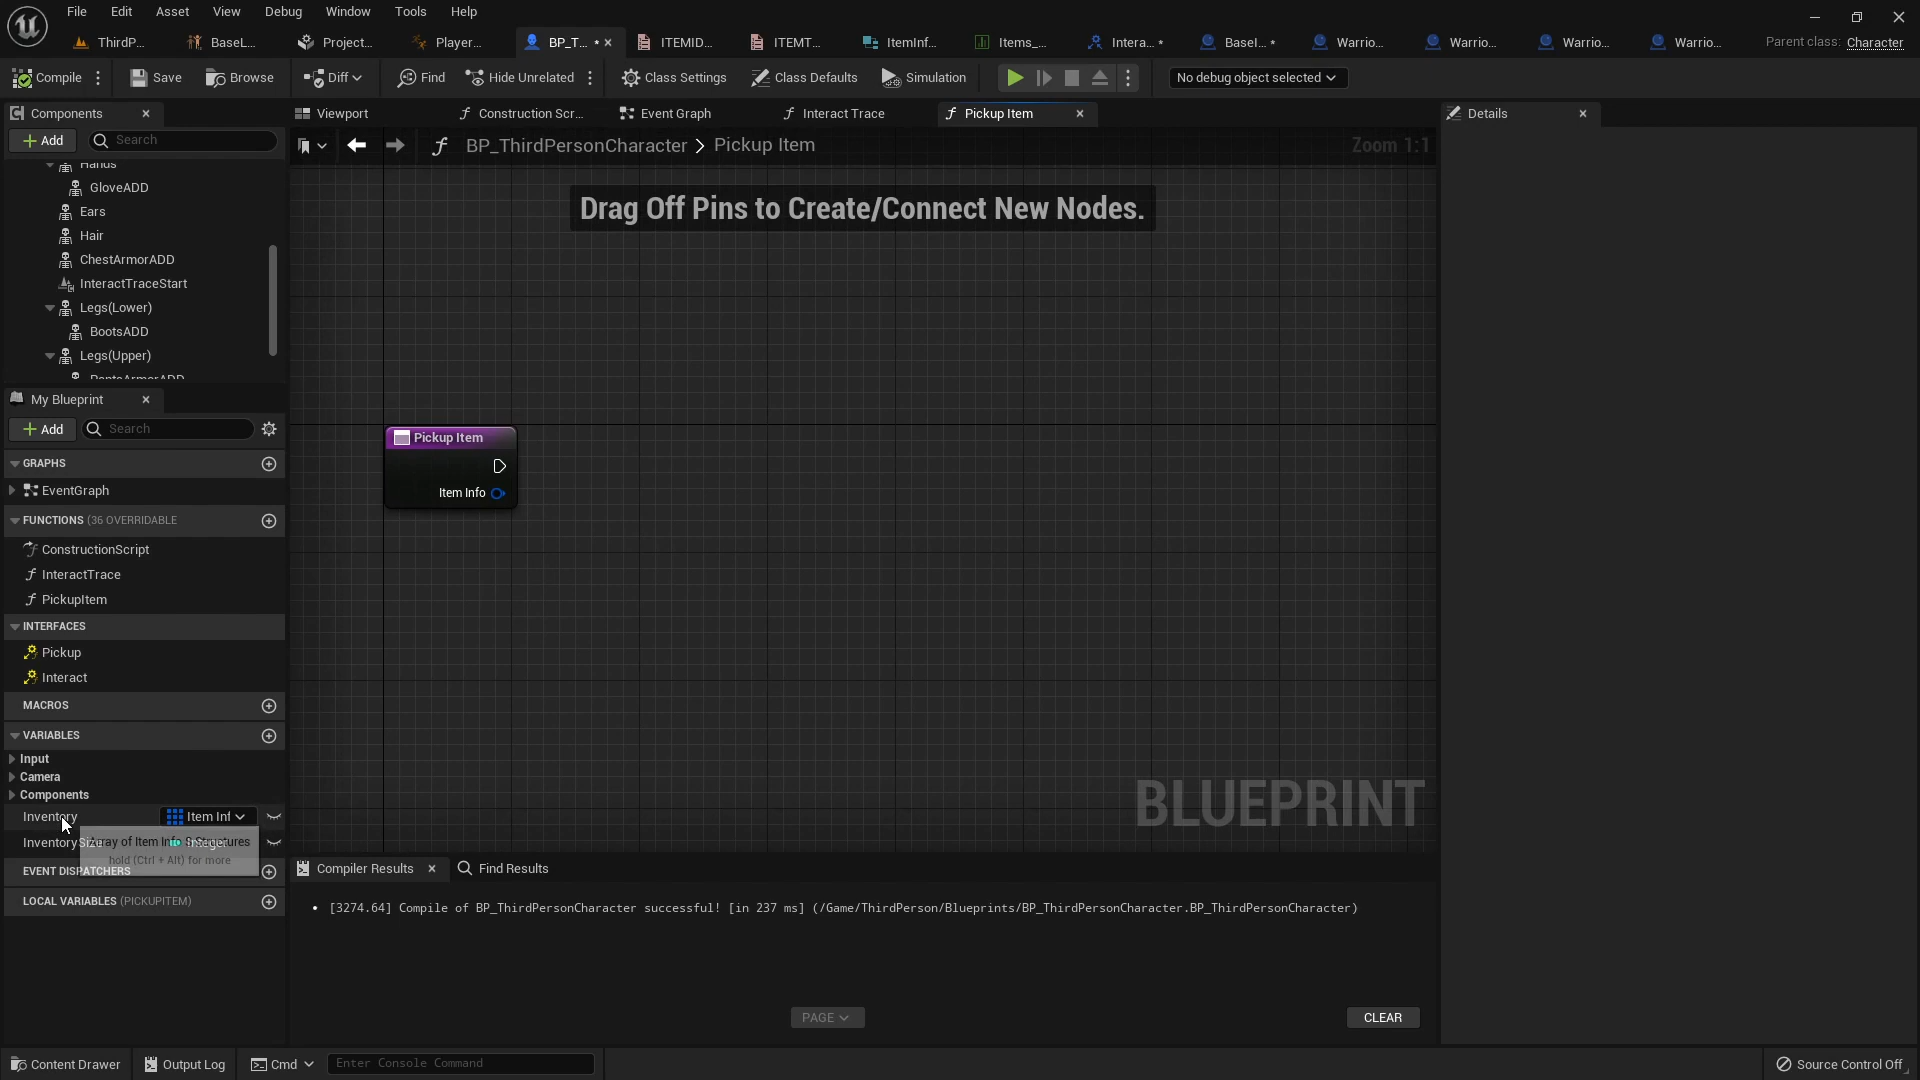 File Edit Asset View Debug Window Tools Help
ThirdP... BaseL... Project... Player... BP_T... * ITEMID... ITEMT... ItemInf... Items_... Intera... * BaseI... * Warrio... Warrio... Warrio... Warrio... Parent class: Character
Compile Save Browse Diff Find Hide Unrelated Class Settings Class Defaults Simulation No debug object selected
Components Viewport Construction Scr... Event Graph Interact Trace Pickup Item Details
Add Search
BP_ThirdPersonCharacter > Pickup Item Zoom 1:1
Hands
GloveADD
Drag Off Pins to Create/Connect New Nodes.
Ears
Hair
ChestArmorADD
InteractTraceStart
Legs(Lower)
BootsADD
Legs(Upper)
PantsArmorADD
My Blueprint
Add Search
Pickup Item
Item Info
GRAPHS
EventGraph
FUNCTIONS (36 OVERRIDABLE
ConstructionScript
InteractTrace
PickupItem
INTERFACES
Pickup
Interact
MACROS
VARIABLES
Input
Camera
Components
Inventory Item Inf
InventorySize Integer
Array of Item Info S Structures
hold (Ctrl + Alt) for more
EVENT DISPATCHERS
LOCAL VARIABLES (PICKUPITEM)
BLUEPRINT
Compiler Results Find Results
[3274.64] Compile of BP_ThirdPersonCharacter successful! [in 237 ms] (/Game/ThirdPerson/Blueprints/BP_ThirdPersonCharacter.BP_ThirdPersonCharacter)
PAGE CLEAR
Content Drawer Output Log Cmd Enter Console Command Source Control Off